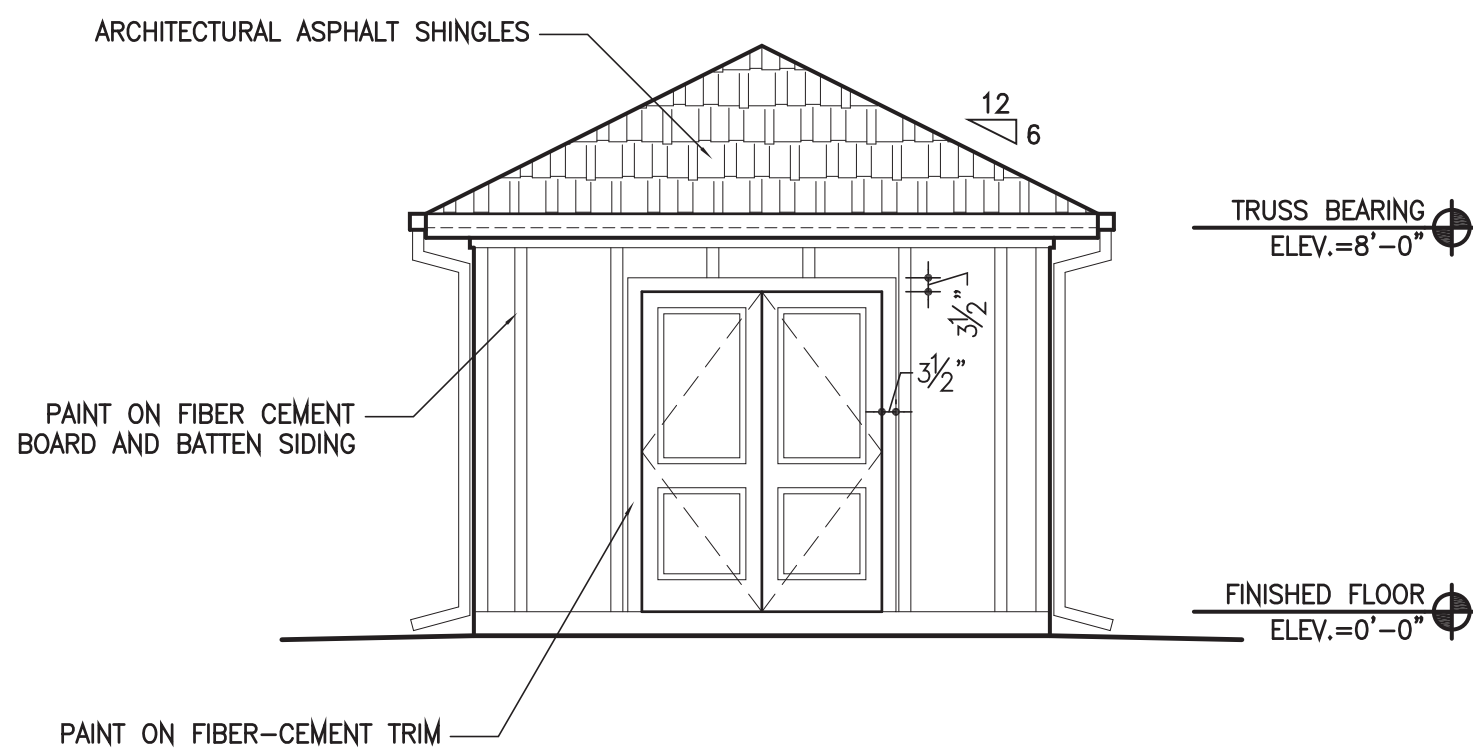 ARCHITECTURAL ASPHALT SHINGLES
12
6
TRUSS BEARING
ELEV.=8'-0"
3½"
3½"
PAINT ON FIBER CEMENT
BOARD AND BATTEN SIDING
FINISHED FLOOR
ELEV.=0'-0"
PAINT ON FIBER-CEMENT TRIM